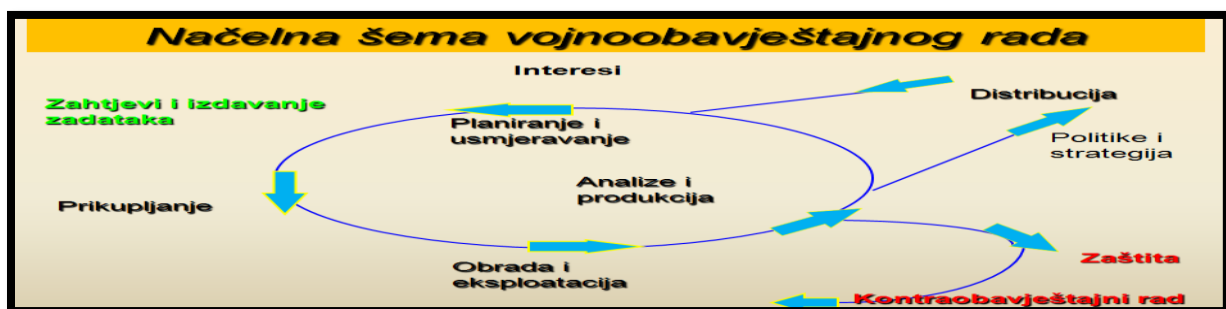 Načelna šema vojnoobavještajnog rada
Interesi
Zahtjevi i izdavanje
zadataka
Distribucija
Planiranje i
usmjeravanje
Politike i
strategija
Analize i
produkcija
Prikupljanje
Obrada i
eksploatacija
Zaštita
Kontraobavještajni rad